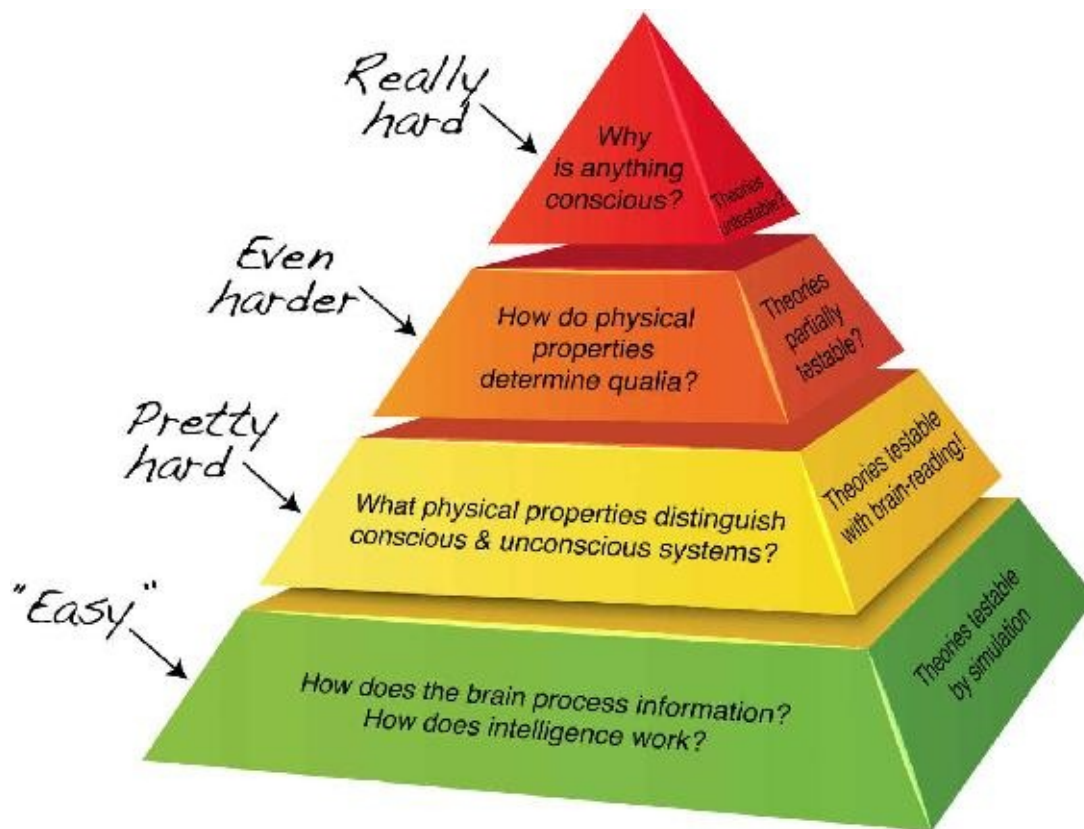 Really
hard
Why
is anything
conscious?
Theories
untestable?
Even
harder
How do physical
properties
determine qualia?
Theories
partially
testable?
Pretty
hard
What physical properties distinguish
conscious & unconscious systems?
Theories testable
with brain-reading!
"Easy"
How does the brain process information?
How does intelligence work?
Theories testable
by simulation